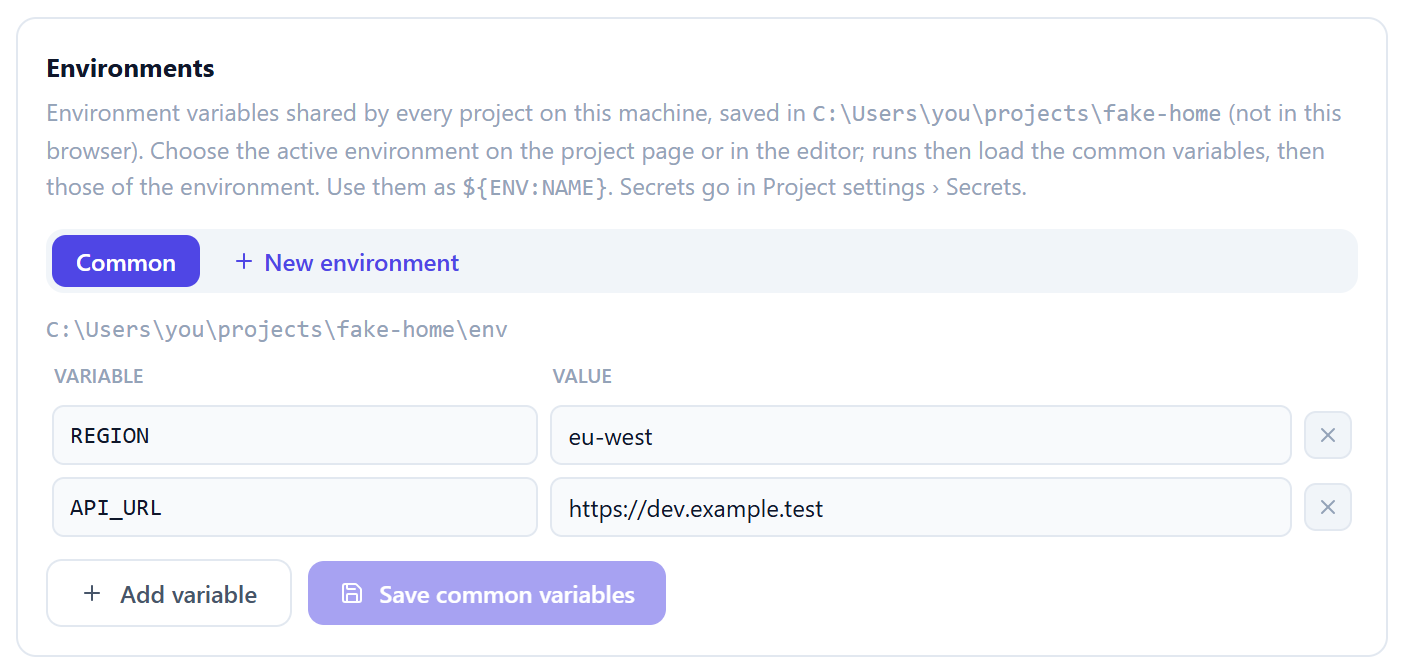 Environments
Environment variables shared by every project on this machine, saved in C:\Users\you\projects\fake-home (not in this
browser). Choose the active environment on the project page or in the editor; runs then load the common variables, then
those of the environment. Use them as ${ENV:NAME}. Secrets go in Project settings › Secrets.
Common + New environment
C:\Users\you\projects\fake-home\env
VARIABLE VALUE
REGION eu-west
API_URL https://dev.example.test
+ Add variable Save common variables